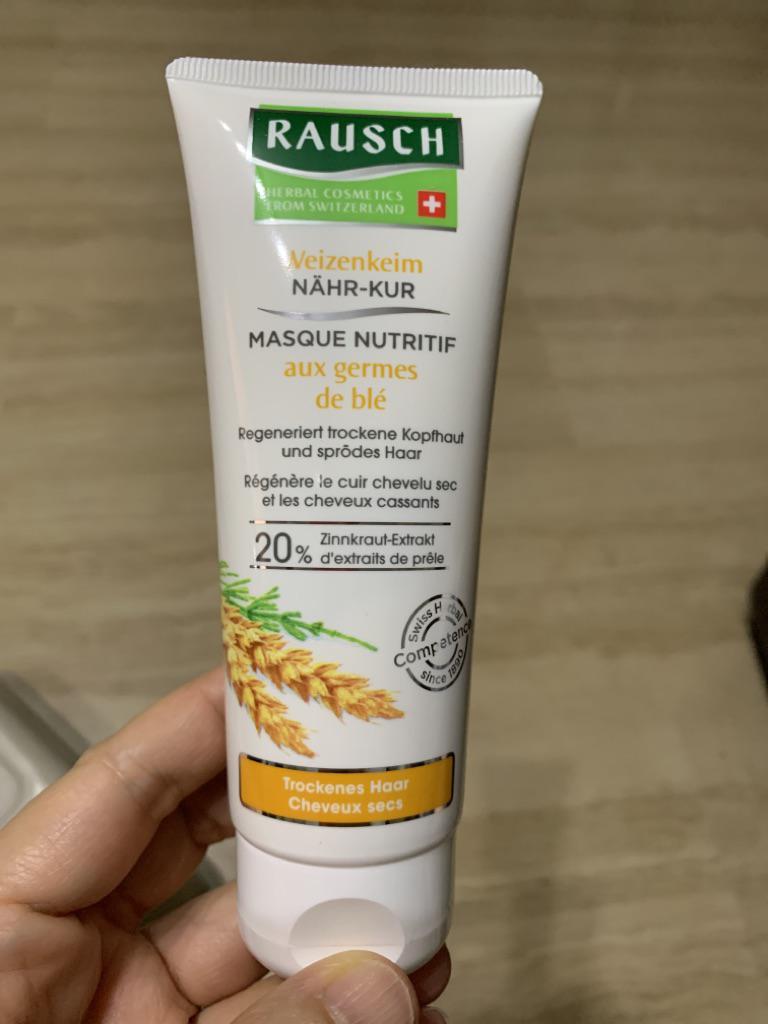 RAUSCH
HERBAL COSMETICS
FROM SWITZERLAND
Weizenkeim
NÄHR-KUR
MASQUE NUTRITIF
aux germes
de blé
Regeneriert trockene Kopfhaut
und sprödes Haar
Régénère le cuir chevelu sec
et les cheveux cassants
20% Zinnkraut-Extrakt
d'extraits de prêle
Swiss Herbal
Competence
since 1890
Trockenes Haar
Cheveux secs